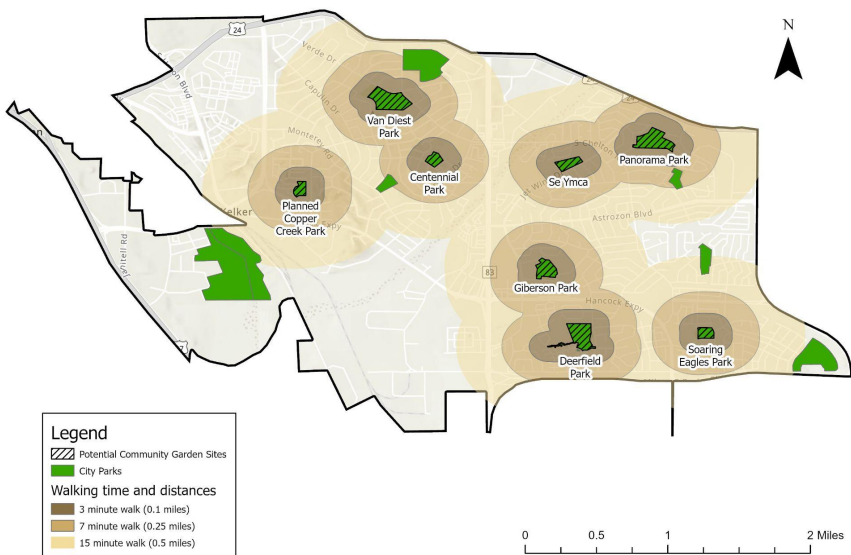 N
24
Verde Dr
Capulin Dr
Monterey Rd
Van Diest
Park
Centennial
Park
Planned
Copper
Creek Park
Se Ymca
Panorama Park
Astrozon Blvd
83
Giberson Park
Hancock Expy
Deerfield
Park
Soaring
Eagles Park
Legend
Potential Community Garden Sites
City Parks
Walking time and distances
3 minute walk (0.1 miles)
7 minute walk (0.25 miles)
15 minute walk (0.5 miles)
0 0.5 1 2 Miles